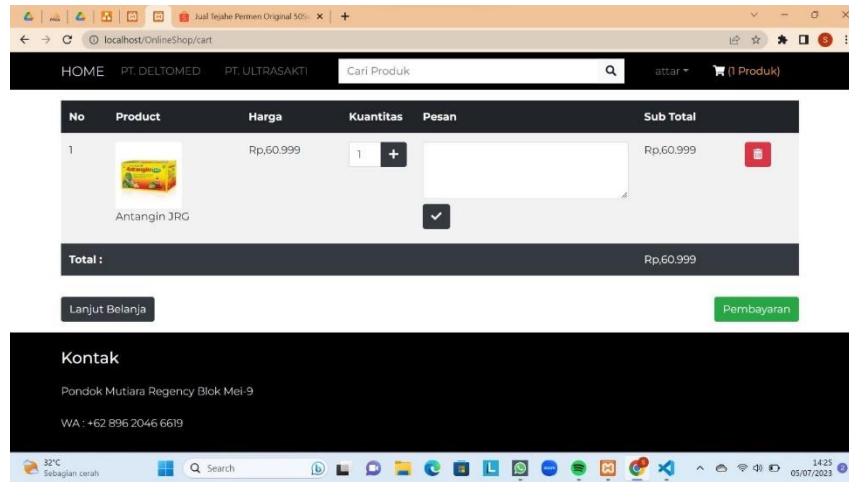 Jual Tejahe Permen Original 50S
localhost/OnlineShop/cart
HOME PT. DELTOMED PT. ULTRASAKTI Cari Produk attar (1 Produk)
No Product Harga Kuantitas Pesan Sub Total
1 Rp,60.999 1 Rp,60.999
Antangin JRG
Total : Rp,60.999
Lanjut Belanja Pembayaran
Kontak
Pondok Mutiara Regency Blok Mei-9
WA : +62 896 2046 6619
32°C
Sebagian cerah
Search
14:25
05/07/2023